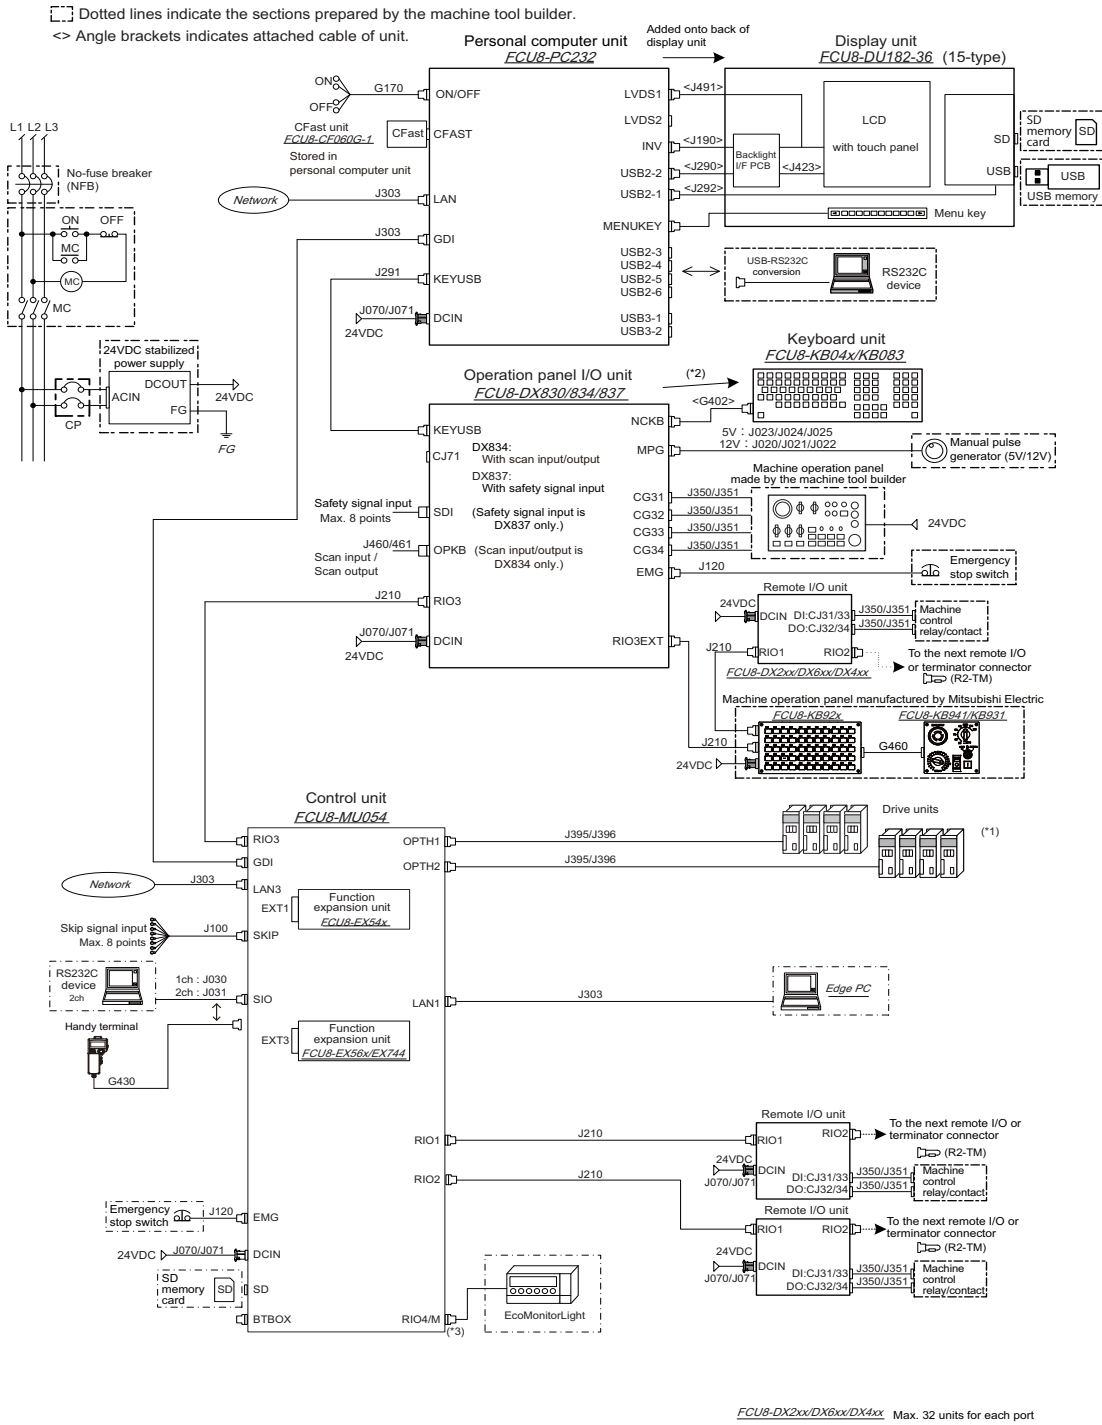 Dotted lines indicate the sections prepared by the machine tool builder.
<> Angle brackets indicates attached cable of unit.
Personal computer unit
FCU8-PC232
Added onto back of
display unit
Display unit
FCU8-DU182-36 (15-type)
ON
OFF
G170
ON/OFF
CFast unit
FCU8-CF060G-1
Stored in
personal computer unit
CFast
CFAST
Network
J303
LAN
J303
GDI
J291
KEYUSB
J070/J071
24VDC
DCIN
LVDS1
LVDS2
INV
USB2-2
USB2-1
MENUKEY
USB2-3
USB2-4
USB2-5
USB2-6
USB3-1
USB3-2
<J491>
<J190>
<J290>
<J292>
Backlight
I/F PCB
<J423>
LCD
with touch panel
SD
USB
Menu key
SD
memory
card
SD
USB
USB memory
USB-RS232C
conversion
RS232C
device
L1 L2 L3
No-fuse breaker
(NFB)
ON
OFF
MC
MC
MC
24VDC stabilized
power supply
DCOUT
ACIN
FG
24VDC
FG
CP
Operation panel I/O unit
FCU8-DX830/834/837
(*2)
Keyboard unit
FCU8-KB04x/KB083
KEYUSB
CJ71
DX834:
With scan input/output
DX837:
With safety signal input
Safety signal input
Max. 8 points
SDI
(Safety signal input is
DX837 only.)
J460/461
Scan input /
Scan output
OPKB
(Scan input/output is
DX834 only.)
J210
RIO3
J070/J071
24VDC
DCIN
NCKB
<G402>
MPG
5V : J023/J024/J025
12V : J020/J021/J022
Manual pulse
generator (5V/12V)
Machine operation panel
made by the machine tool builder
CG31
J350/J351
CG32
J350/J351
CG33
J350/J351
CG34
J350/J351
24VDC
EMG
J120
Emergency
stop switch
RIO3EXT
Remote I/O unit
24VDC
DCIN
DI:CJ31/33
DO:CJ32/34
J350/J351
J350/J351
Machine
control
relay/contact
J210
RIO1
RIO2
To the next remote I/O
or terminator connector
(R2-TM)
FCU8-DX2xx/DX6xx/DX4xx
Machine operation panel manufactured by Mitsubishi Electric
FCU8-KB92x
FCU8-KB941/KB931
J210
24VDC
G460
Control unit
FCU8-MU054
RIO3
GDI
Network
J303
LAN3
EXT1
Function
expansion unit
FCU8-EX54x
Skip signal input
Max. 8 points
J100
SKIP
RS232C
device
2ch
1ch : J030
2ch : J031
SIO
Handy terminal
G430
EXT3
Function
expansion unit
FCU8-EX56x/EX744
OPTH1
J395/J396
OPTH2
J395/J396
Drive units
(*1)
LAN1
J303
Edge PC
RIO1
J210
RIO2
J210
Remote I/O unit
RIO1
RIO2
To the next remote I/O or
terminator connector
(R2-TM)
24VDC
J070/J071
DCIN
DI:CJ31/33
DO:CJ32/34
J350/J351
J350/J351
Machine
control
relay/contact
Remote I/O unit
RIO1
RIO2
To the next remote I/O or
terminator connector
(R2-TM)
24VDC
J070/J071
DCIN
DI:CJ31/33
DO:CJ32/34
J350/J351
J350/J351
Machine
control
relay/contact
Emergency
stop switch
J120
EMG
24VDC
J070/J071
DCIN
SD
memory
card
SD
SD
BTBOX
RIO4/M
(*3)
EcoMonitorLight
FCU8-DX2xx/DX6xx/DX4xx Max. 32 units for each port